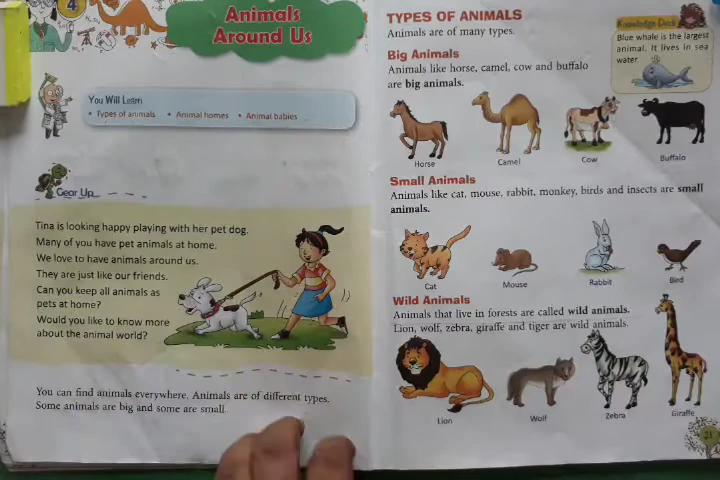 4
Animals
Around Us
You Will Learn
• Types of animals • Animal homes • Animal babies
Gear Up
Tina is looking happy playing with her pet dog.
Many of you have pet animals at home.
We love to have animals around us.
They are just like our friends.
Can you keep all animals as
pets at home?
Would you like to know more
about the animal world?
You can find animals everywhere. Animals are of different types.
Some animals are big and some are small.
TYPES OF ANIMALS
Animals are of many types.
Knowledge Deck
Blue whale is the largest
animal. It lives in sea
water.
Big Animals
Animals like horse, camel, cow and buffalo
are big animals.
Horse
Camel
Cow
Buffalo
Small Animals
Animals like cat, mouse, rabbit, monkey, birds and insects are small
animals.
Cat
Mouse
Rabbit
Bird
Wild Animals
Animals that live in forests are called wild animals.
Lion, wolf, zebra, giraffe and tiger are wild animals.
Lion
Wolf
Zebra
Giraffe
21